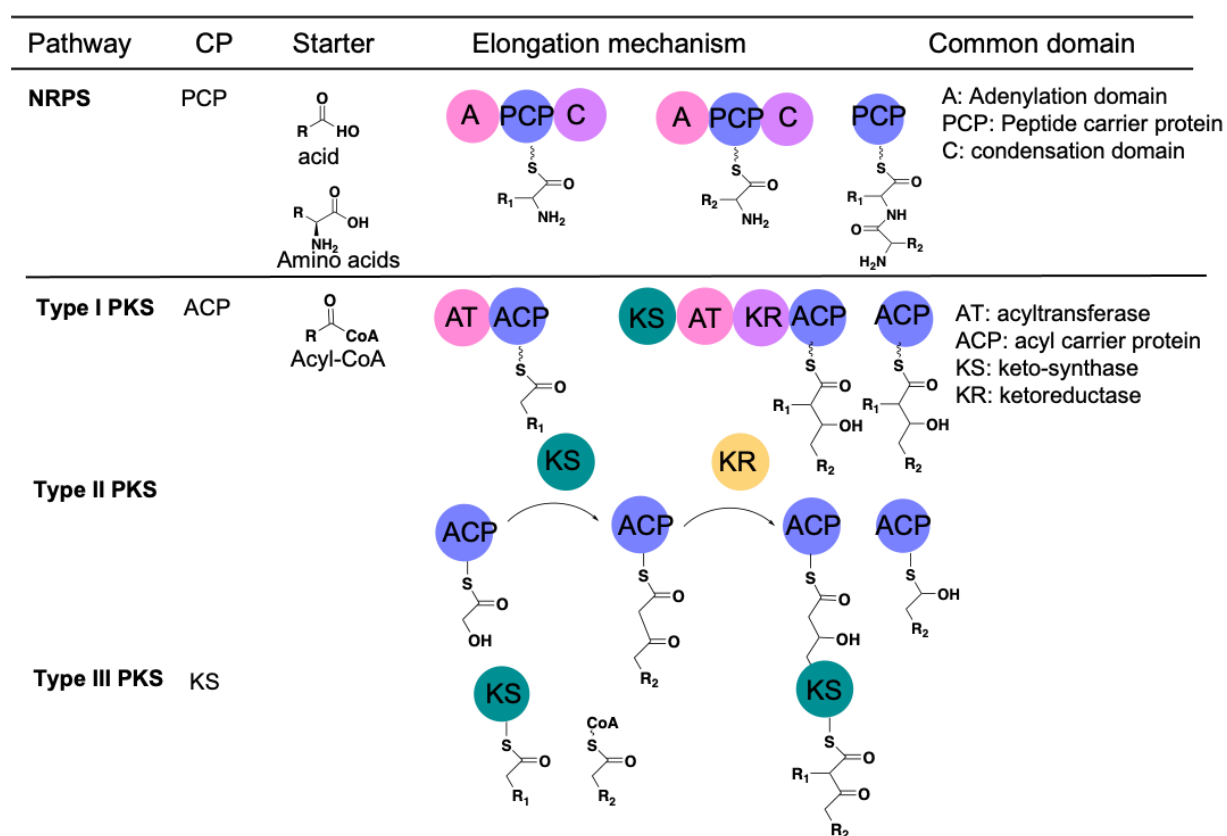 Pathway CP Starter Elongation mechanism Common domain
NRPS PCP
O
R HO
acid
R O
OH
NH2
Amino acids
A PCP C
S O
R1 NH2
A PCP C
S O
R2 NH2
PCP
S O
R1 NH
O
R2
H2N
A: Adenylation domain
PCP: Peptide carrier protein
C: condensation domain
Type I PKS ACP
O
R CoA
Acyl-CoA
AT ACP
S O
R1
KS AT KR ACP
S O
R1 OH
R2
ACP
S O
R1 OH
R2
AT: acyltransferase
ACP: acyl carrier protein
KS: keto-synthase
KR: ketoreductase
Type II PKS
KS
KR
ACP
S O
OH
ACP
S O
O
R2
ACP
S O
OH
ACP
S OH
R2
Type III PKS KS
KS
S O
R1
CoA
S O
R2
KS
S O
R1 O
R2